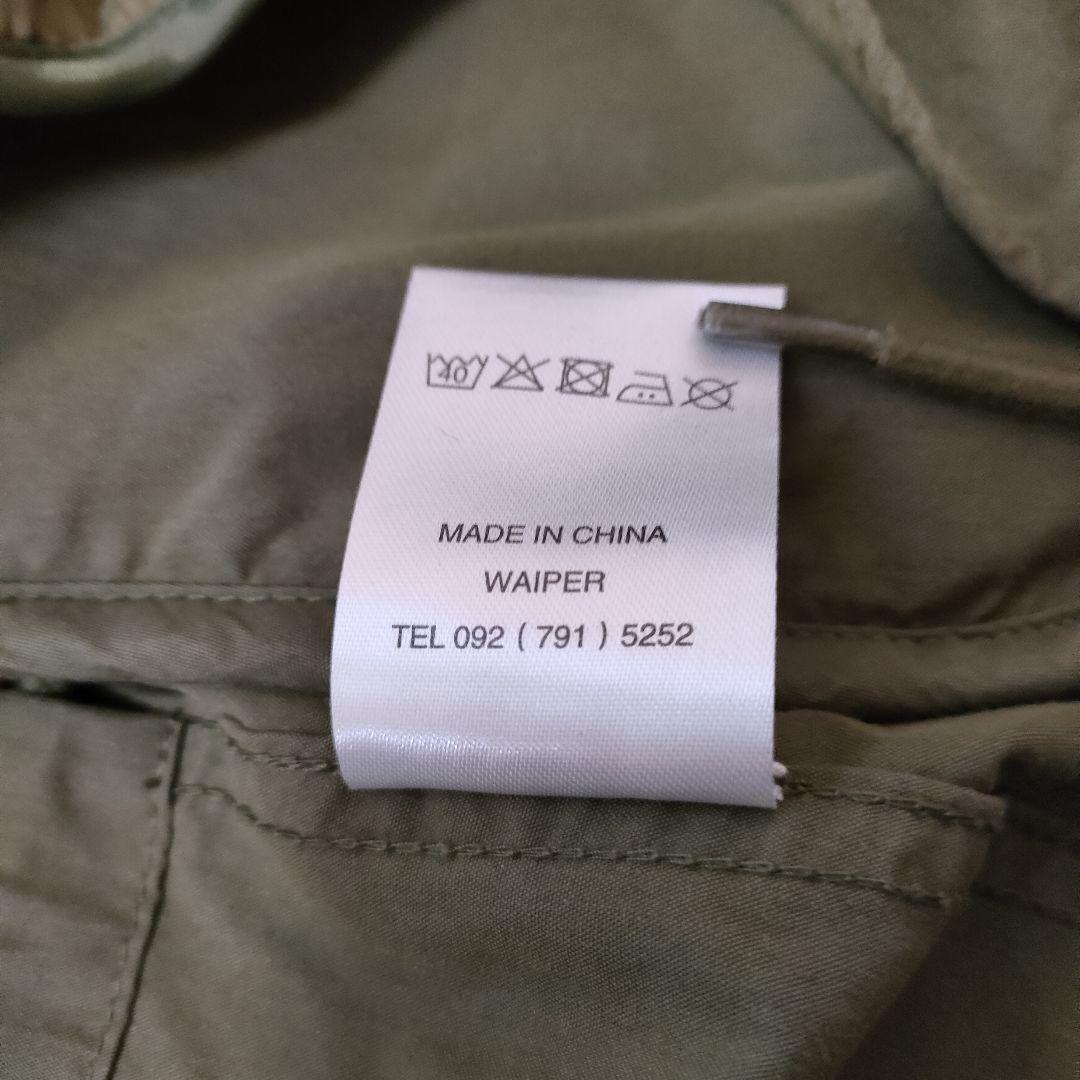 40
MADE IN CHINA
WAIPER
TEL 092 ( 791 ) 5252